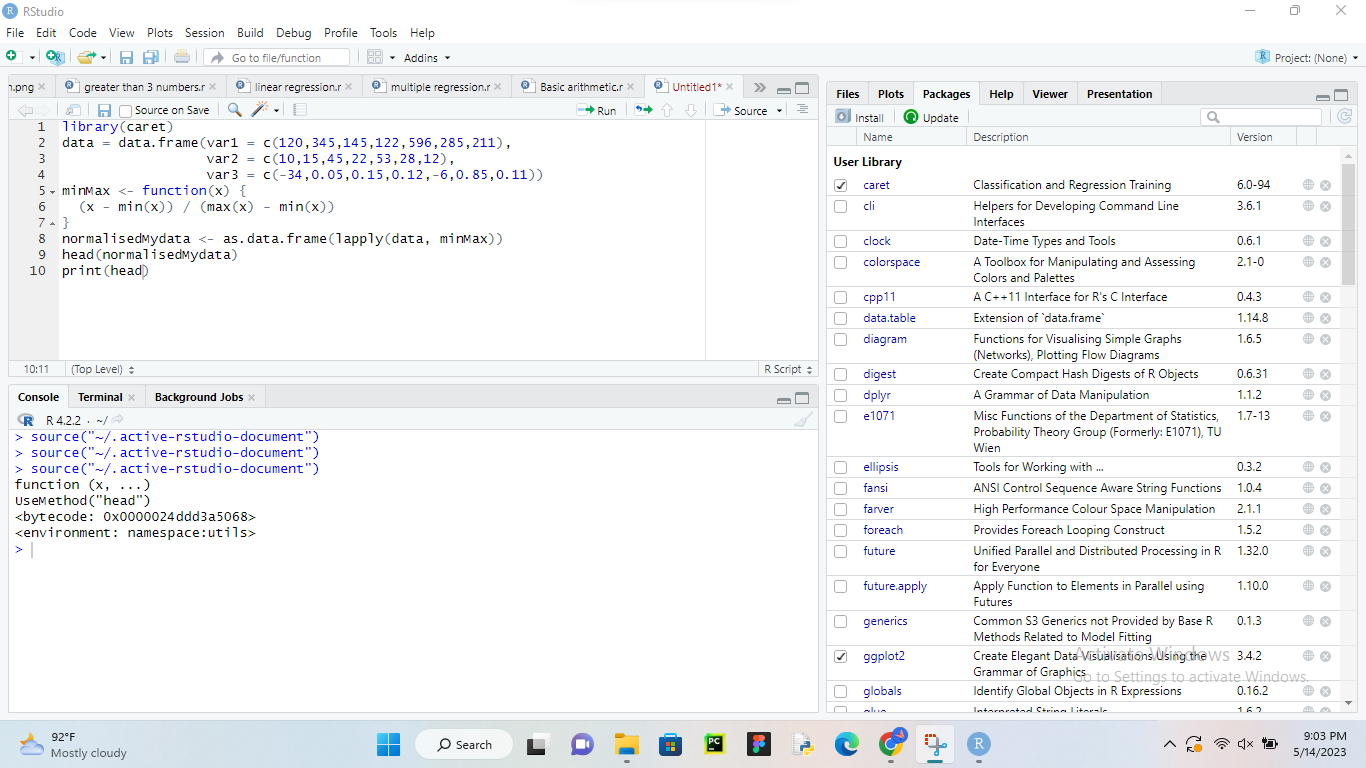 RStudio
File Edit Code View Plots Session Build Debug Profile Tools Help
Go to file/function Addins Project: (None)
n.png greater than 3 numbers.r linear regression.r multiple regression.r Basic arithmetic.r Untitled1*
Source on Save Run Source
1 library(caret)
2 data = data.frame(var1 = c(120,345,145,122,596,285,211),
3 var2 = c(10,15,45,22,53,28,12),
4 var3 = c(-34,0.05,0.15,0.12,-6,0.85,0.11))
5 minMax <- function(x) {
6 (x - min(x)) / (max(x) - min(x))
7 }
8 normalisedMydata <- as.data.frame(lapply(data, minMax))
9 head(normalisedMydata)
10 print(head)
10:11 (Top Level) R Script
Console Terminal Background Jobs
R 4.2.2 · ~/
> source("~/.active-rstudio-document")
> source("~/.active-rstudio-document")
> source("~/.active-rstudio-document")
function (x, ...)
UseMethod("head")
<bytecode: 0x0000024ddd3a5068>
<environment: namespace:utils>
>
Files Plots Packages Help Viewer Presentation
Install Update
Name Description Version
User Library
caret Classification and Regression Training 6.0-94
cli Helpers for Developing Command Line 3.6.1
Interfaces
clock Date-Time Types and Tools 0.6.1
colorspace A Toolbox for Manipulating and Assessing 2.1-0
Colors and Palettes
cpp11 A C++11 Interface for R's C Interface 0.4.3
data.table Extension of `data.frame` 1.14.8
diagram Functions for Visualising Simple Graphs 1.6.5
(Networks), Plotting Flow Diagrams
digest Create Compact Hash Digests of R Objects 0.6.31
dplyr A Grammar of Data Manipulation 1.1.2
e1071 Misc Functions of the Department of Statistics, 1.7-13
Probability Theory Group (Formerly: E1071), TU
Wien
ellipsis Tools for Working with ... 0.3.2
fansi ANSI Control Sequence Aware String Functions 1.0.4
farver High Performance Colour Space Manipulation 2.1.1
foreach Provides Foreach Looping Construct 1.5.2
future Unified Parallel and Distributed Processing in R 1.32.0
for Everyone
future.apply Apply Function to Elements in Parallel using 1.10.0
Futures
generics Common S3 Generics not Provided by Base R 0.1.3
Methods Related to Model Fitting
ggplot2 Create Elegant Data Visualisations Using the 3.4.2
Grammar of Graphics
globals Identify Global Objects in R Expressions 0.16.2
glue Interpreted String Literals 1.6.2
Activate Windows
Go to Settings to activate Windows.
92°F
Mostly cloudy
Search
PC
9:03 PM
5/14/2023